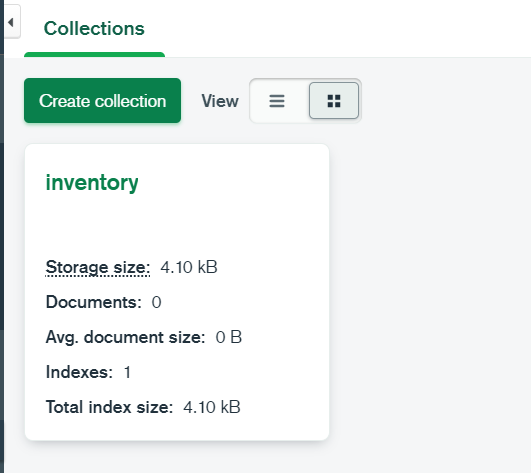 Collections
Create collection View
inventory
Storage size: 4.10 kB
Documents: 0
Avg. document size: 0 B
Indexes: 1
Total index size: 4.10 kB